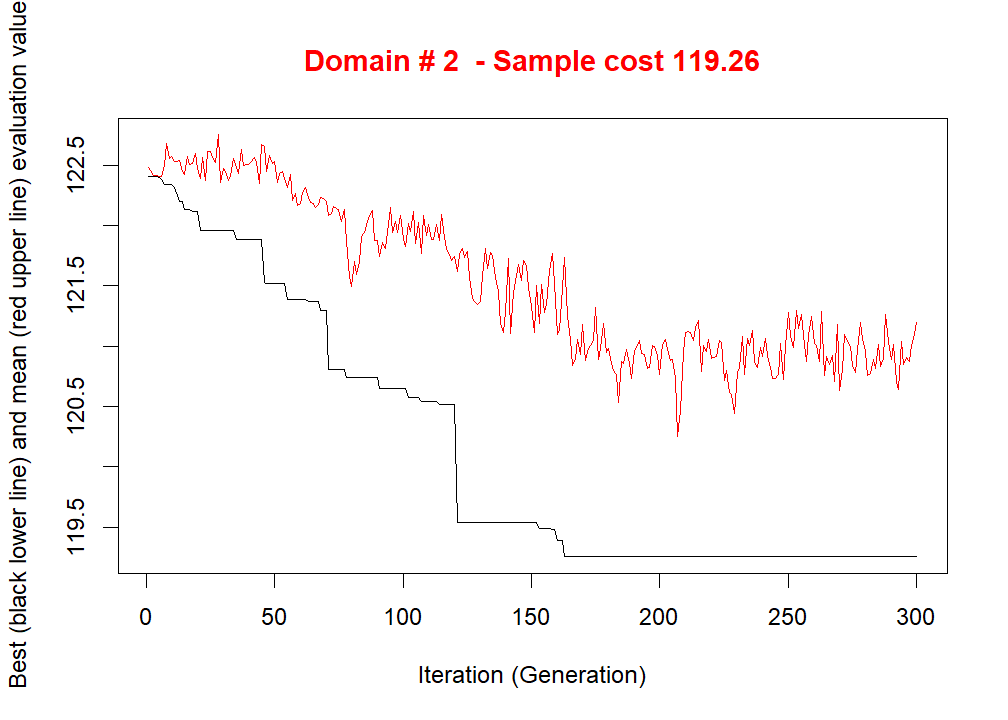 Domain # 2  - Sample cost 119.26
Best (black lower line) and mean (red upper line) evaluation value
122.5
121.5
120.5
119.5
0 50 100 150 200 250 300
Iteration (Generation)